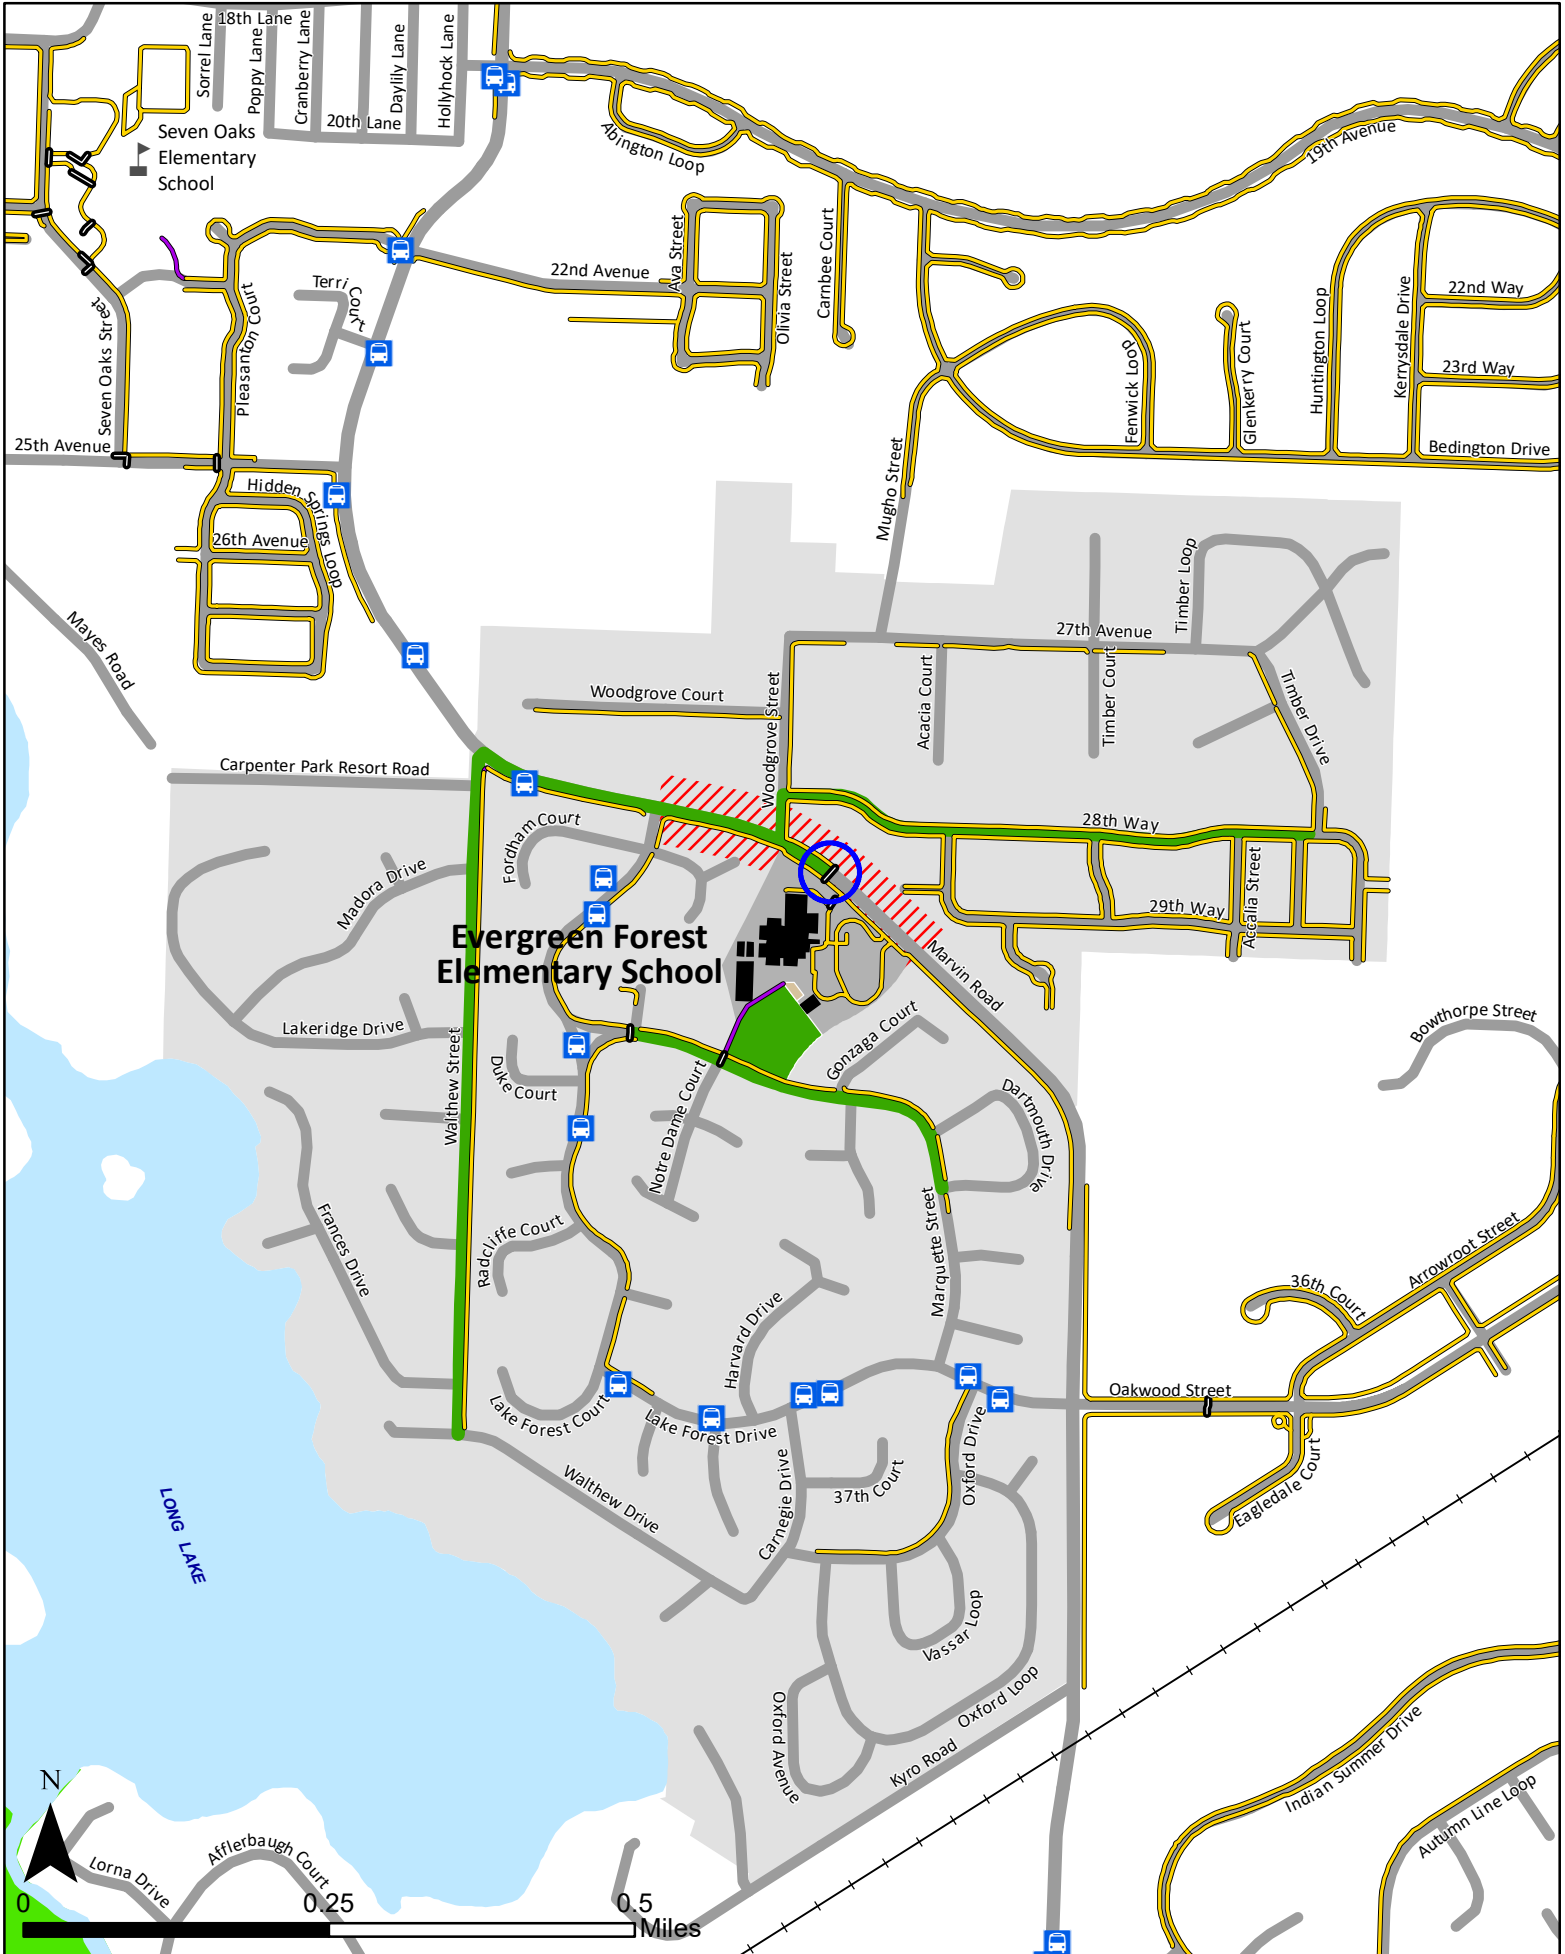 18th Lane
Sorrel Lane
Poppy Lane
Cranberry Lane
Daylily Lane
Hollyhock Lane
20th Lane
Seven Oaks
Elementary
School
Abington Loop
19th Avenue
Terri Court
22nd Avenue
Ava Street
Olivia Street
Carnbee Court
22nd Way
Seven Oaks Street
Pleasanton Court
Fenwick Loop
Glenkerry Court
Huntington Loop
Kerrysdale Drive
23rd Way
25th Avenue
Bedington Drive
Hidden Springs Loop
26th Avenue
Mugho Street
Mayes Road
27th Avenue
Timber Loop
Woodgrove Court
Woodgrove Street
Acacia Court
Timber Court
Timber Drive
Carpenter Park Resort Road
Fordham Court
28th Way
Madora Drive
29th Way
Accalia Street
Evergreen Forest
Elementary School
Marvin Road
Lakeridge Drive
Walthew Street
Duke Court
Gonzaga Court
Bowthorpe Street
Notre Dame Court
Dartmouth Drive
Frances Drive
Radcliffe Court
Marquette Street
Harvard Drive
36th Court
Arrowroot Street
Oakwood Street
Lake Forest Court
Lake Forest Drive
Oxford Drive
37th Court
Carnegie Drive
Walthew Drive
Eagledale Court
LONG LAKE
Vassar Loop
Oxford Loop
Oxford Avenue
Kyro Road
Indian Summer Drive
Autumn Line Loop
N
Afflerbaugh Court
Lorna Drive
0 0.25 0.5
Miles